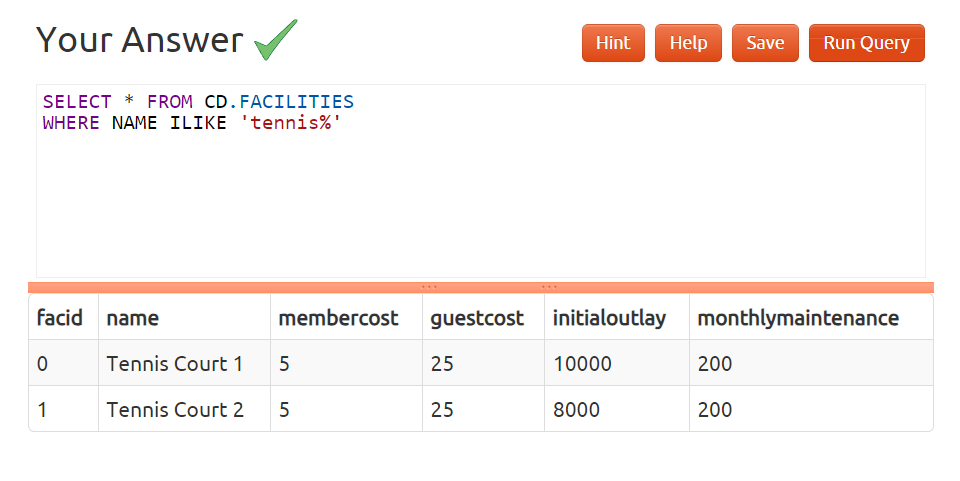 Your Answer
Hint Help Save Run Query
SELECT * FROM CD.FACILITIES
WHERE NAME ILIKE 'tennis%'
facid name membercost guestcost initialoutlay monthlymaintenance
0 Tennis Court 1 5 25 10000 200
1 Tennis Court 2 5 25 8000 200